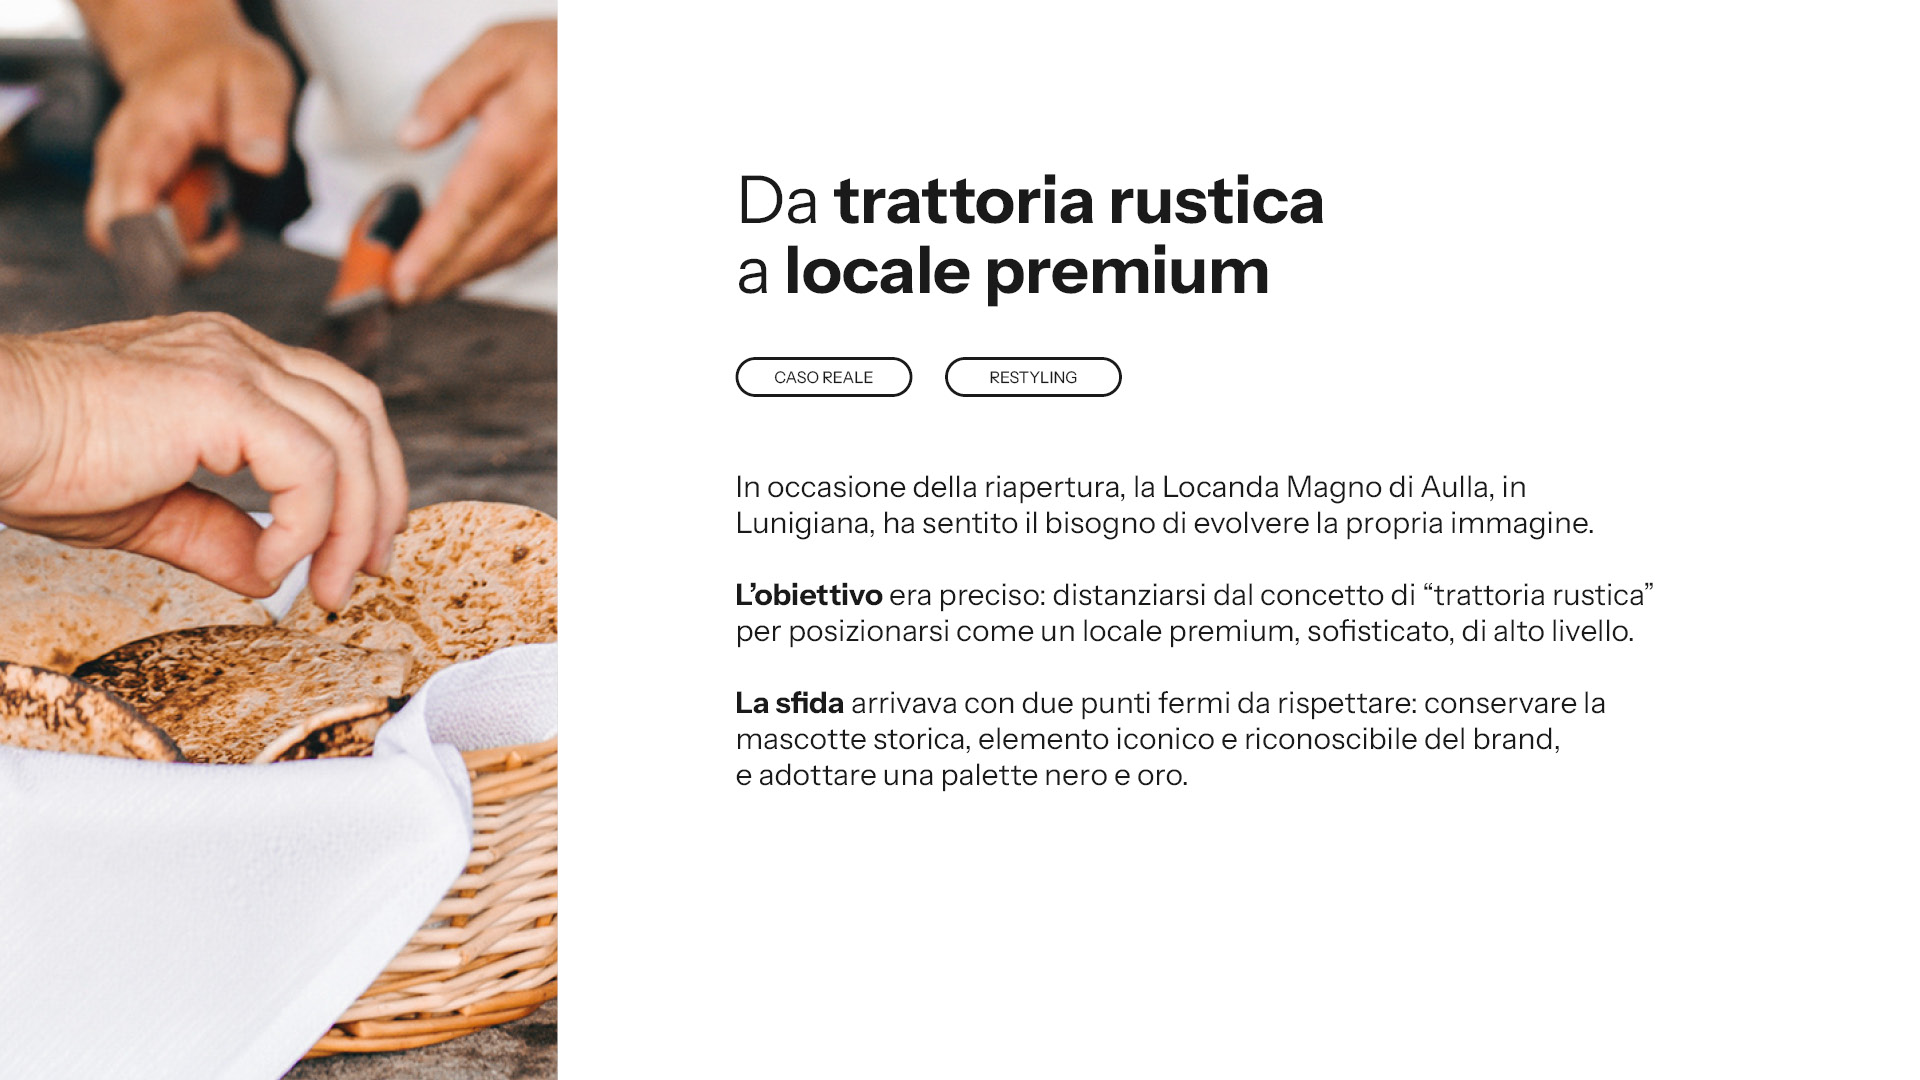 Da trattoria rustica
a locale premium
CASO REALE
RESTYLING
In occasione della riapertura, la Locanda Magno di Aulla, in
Lunigiana, ha sentito il bisogno di evolvere la propria immagine.
L’obiettivo era preciso: distanziarsi dal concetto di “trattoria rustica”
per posizionarsi come un locale premium, sofisticato, di alto livello.
La sfida arrivava con due punti fermi da rispettare: conservare la
mascotte storica, elemento iconico e riconoscibile del brand,
e adottare una palette nero e oro.